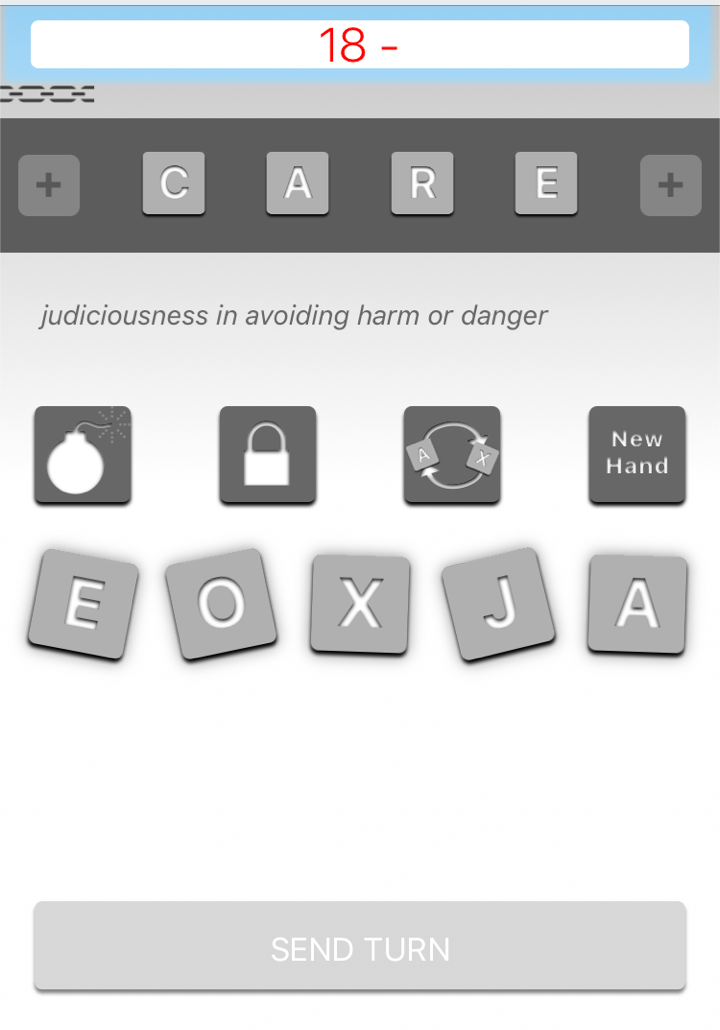 18 -
+ C A R E +
judiciousness in avoiding harm or danger
A X New
Hand
E O X J A
SEND TURN